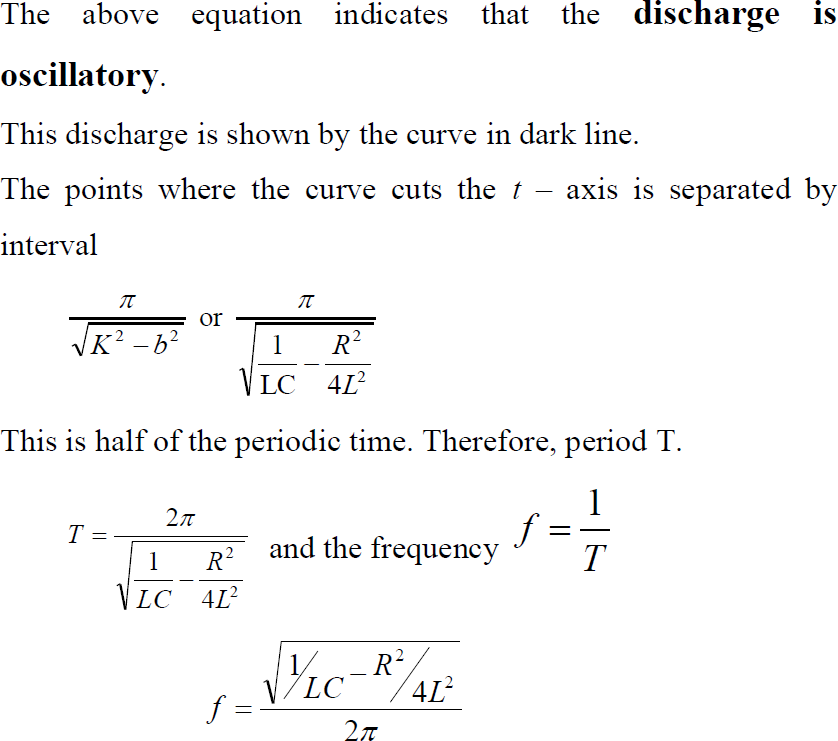 The above equation indicates that the discharge is
oscillatory.
This discharge is shown by the curve in dark line.
The points where the curve cuts the t – axis is separated by
interval
π/√(K² – b²) or π/√(1/LC – R²/4L²)
This is half of the periodic time. Therefore, period T.
T = 2π/√(1/LC – R²/4L²) and the frequency f = 1/T
f = √(1/LC – R²/4L²)/2π